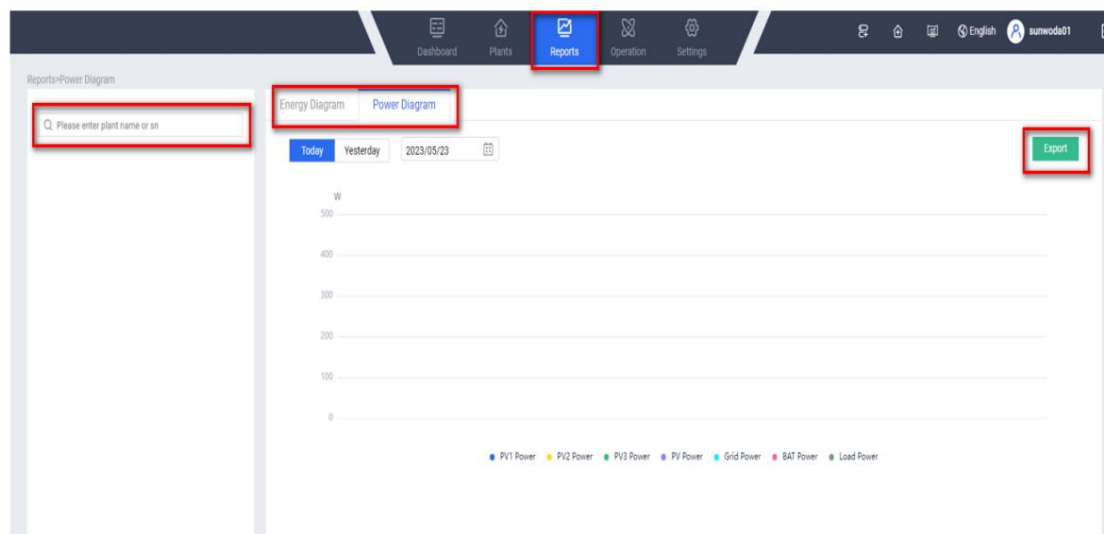 Dashboard Plants Reports Operation Settings English sunwoda01
Reports>Power Diagram
Please enter plant name or sn
Energy Diagram Power Diagram
Today Yesterday 2023/05/23 Export
W
500
400
300
200
100
0
PV1 Power PV2 Power PV3 Power PV Power Grid Power BAT Power Load Power